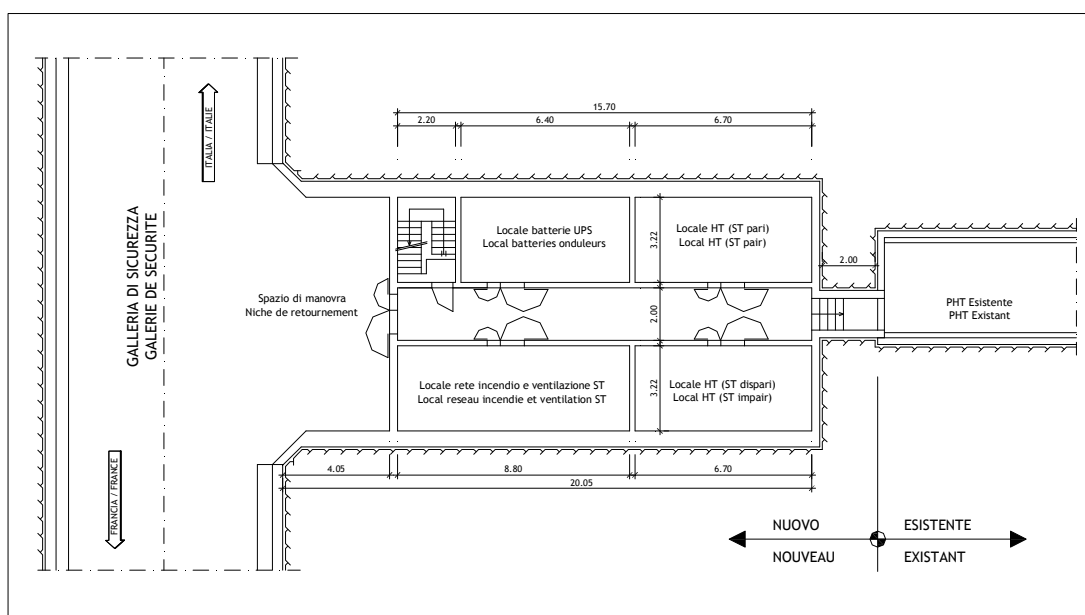 15.70
2.20
6.40
6.70
ITALIA / ITALIE
GALLERIA DI SICUREZZA
GALERIE DE SECURITE
Locale batterie UPS
Local batteries onduleurs
3.22
Locale HT (ST pari)
Local HT (ST pair)
2.00
Spazio di manovra
Niche de retournement
2.00
PHT Esistente
PHT Existant
Locale rete incendio e ventilazione ST
Local reseau incendie et ventilation ST
3.22
Locale HT (ST dispari)
Local HT (ST impair)
4.05
8.80
6.70
20.05
FRANCIA / FRANCE
NUOVO
ESISTENTE
NOUVEAU
EXISTANT